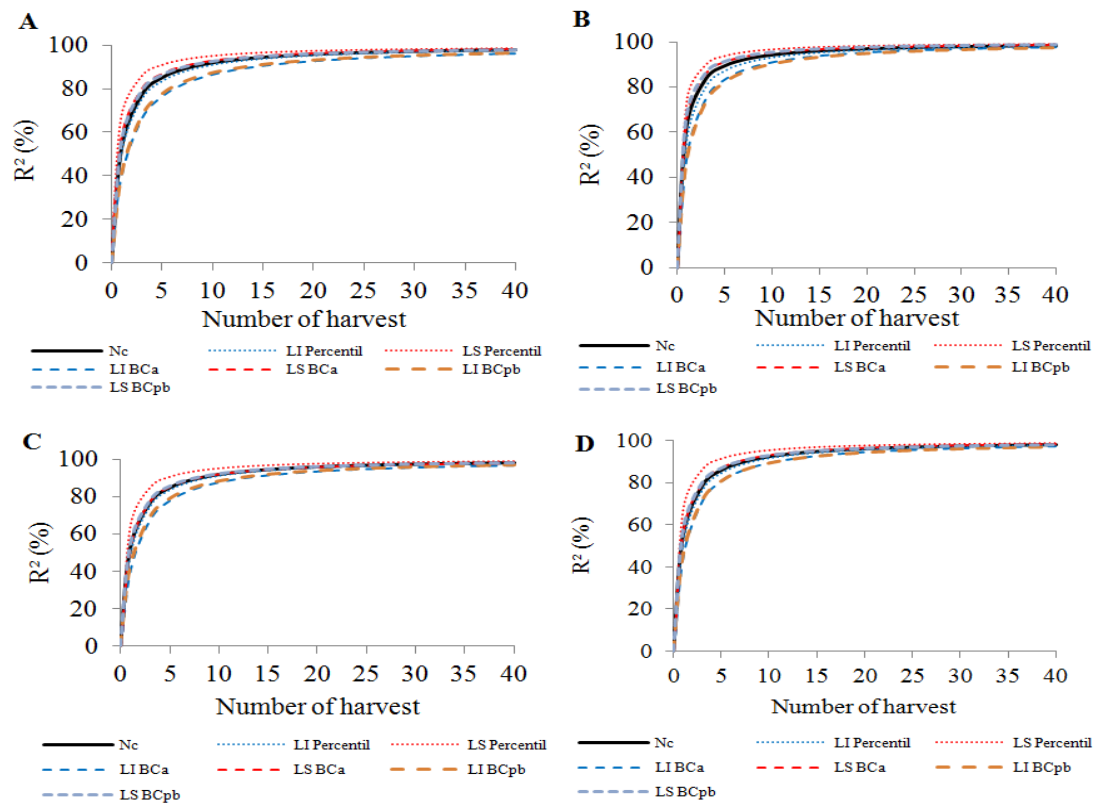 A
R² (%)
100
80
60
40
20
0
0 5 10 15 20 25 30 35 40
Number of harvest
Nc LI Percentil LS Percentil
LI BCa LS BCa LI BCpb
LS BCpb
B
R² (%)
100
80
60
40
20
0
0 5 10 15 20 25 30 35 40
Number of harvest
Nc LI Percentil LS Percentil
LI BCa LS BCa LI BCpb
LS BCpb
C
R² (%)
100
80
60
40
20
0
0 5 10 15 20 25 30 35 40
Number of harvest
Nc LI Percentil LS Percentil
LI BCa LS BCa LI BCpb
LS BCpb
D
R² (%)
100
80
60
40
20
0
0 5 10 15 20 25 30 35 40
Number of harvest
Nc LI Percentil LS Percentil
LI BCa LS BCa LI BCpb
LS BCpb